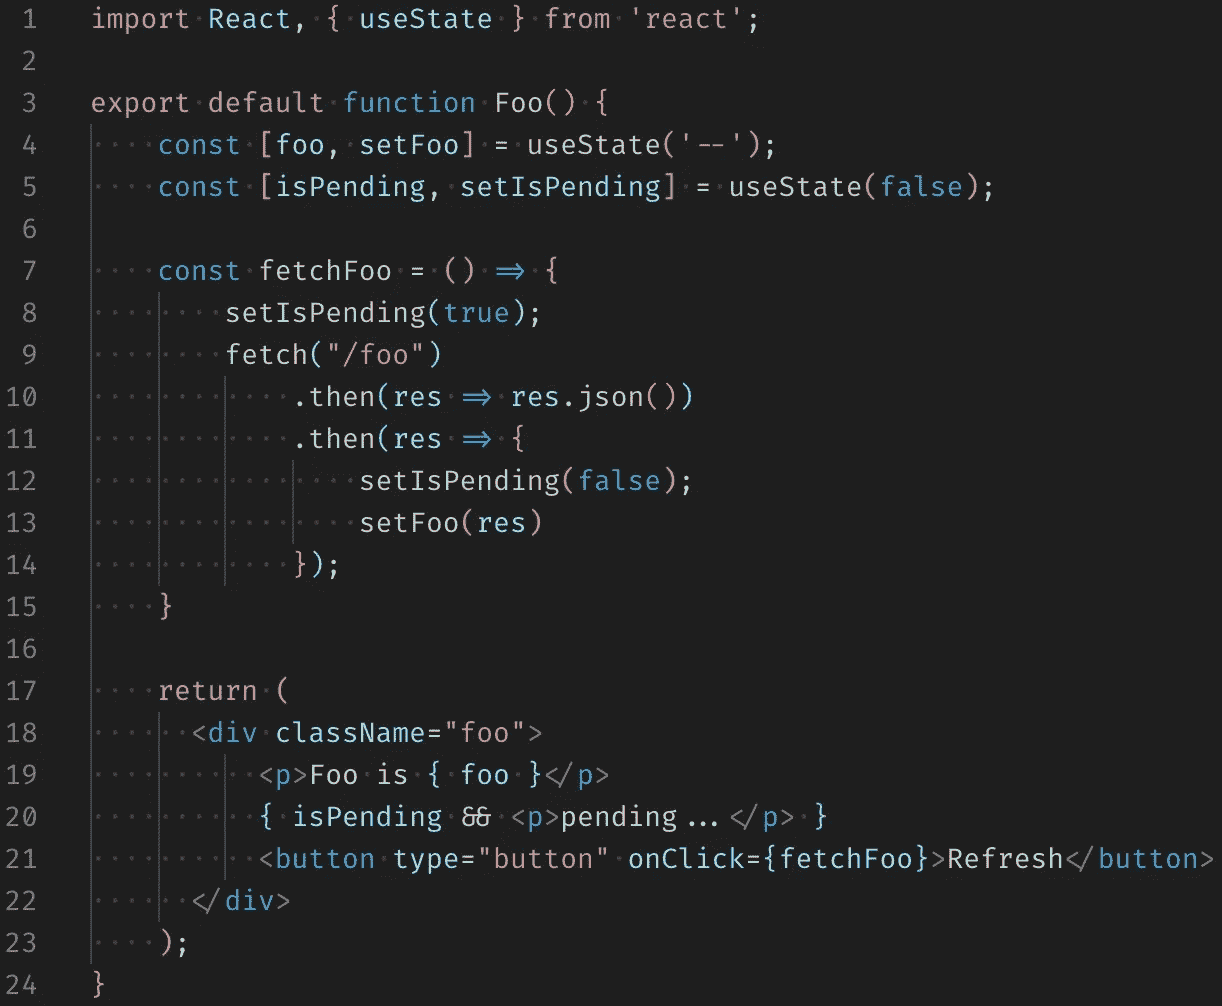 1 import React, { useState } from 'react';
2
3 export default function Foo() {
4     const [foo, setFoo] = useState('--');
5     const [isPending, setIsPending] = useState(false);
6
7     const fetchFoo = () => {
8         setIsPending(true);
9         fetch("/foo")
10             .then(res => res.json())
11             .then(res => {
12                 setIsPending(false);
13                 setFoo(res)
14             });
15     }
16
17     return (
18       <div className="foo">
19           <p>Foo is { foo }</p>
20           { isPending && <p>pending...</p> }
21           <button type="button" onClick={fetchFoo}>Refresh</button>
22       </div>
23     );
24 }